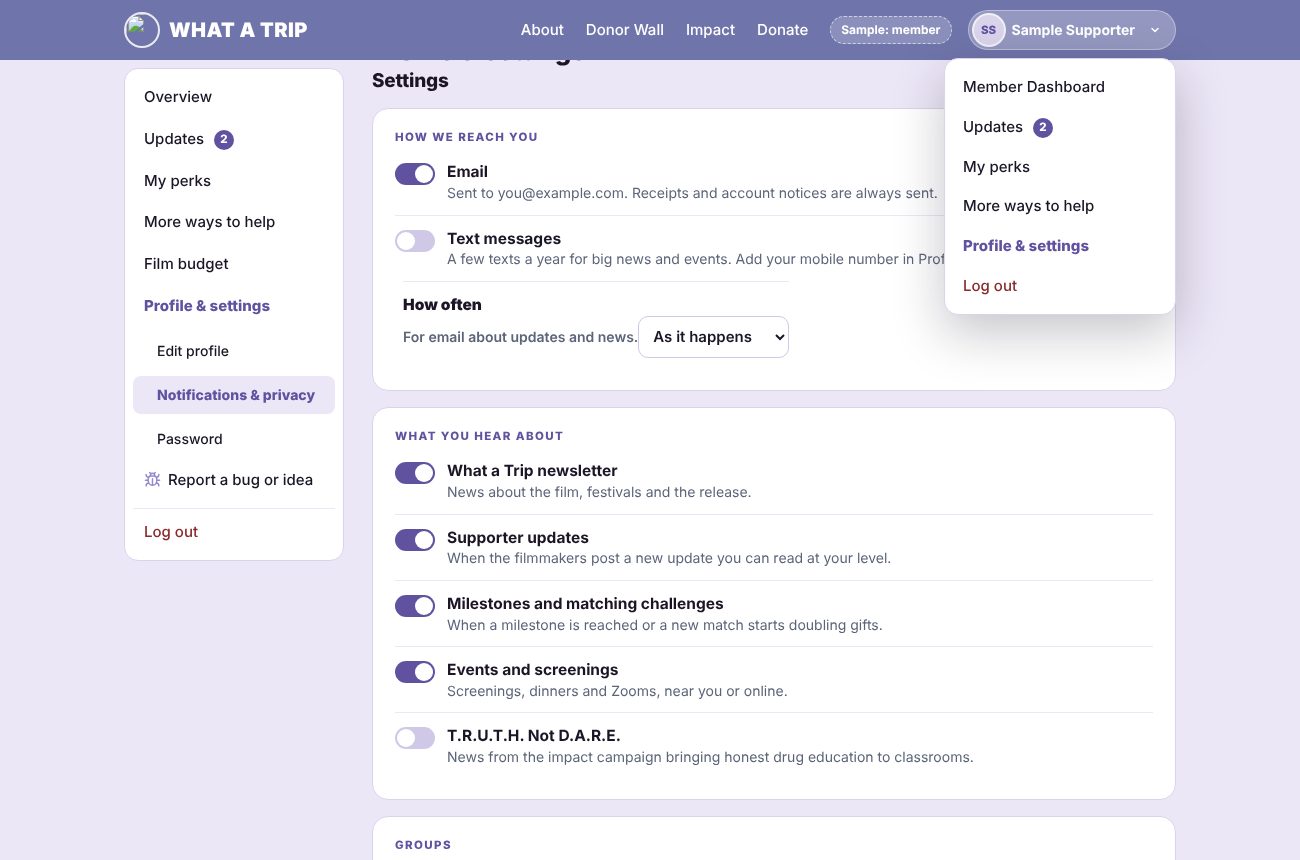 WHAT A TRIP
About
Donor Wall
Impact
Donate
Sample: member
SS
Sample Supporter
Member Dashboard
Updates 2
My perks
More ways to help
Profile & settings
Log out
Overview
Updates 2
My perks
More ways to help
Film budget
Profile & settings
Edit profile
Notifications & privacy
Password
Report a bug or idea
Log out
Settings
HOW WE REACH YOU
Email
Sent to you@example.com. Receipts and account notices are always sent.
Text messages
A few texts a year for big news and events. Add your mobile number in
How often
For email about updates and news.
As it happens
WHAT YOU HEAR ABOUT
What a Trip newsletter
News about the film, festivals and the release.
Supporter updates
When the filmmakers post a new update you can read at your level.
Milestones and matching challenges
When a milestone is reached or a new match starts doubling gifts.
Events and screenings
Screenings, dinners and Zooms, near you or online.
T.R.U.T.H. Not D.A.R.E.
News from the impact campaign bringing honest drug education to classrooms.
GROUPS